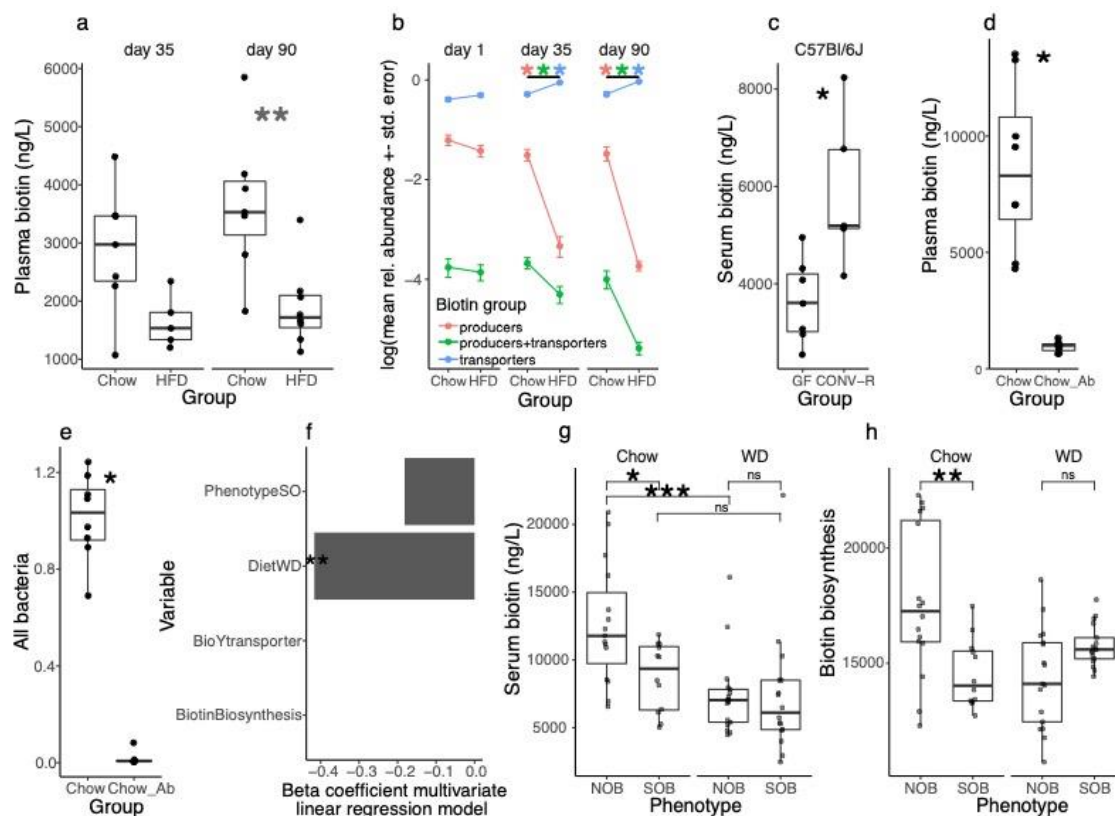 a
day 35 day 90
Plasma biotin (ng/L)
6000
5000
4000
3000
2000
1000
**
Chow HFD Chow HFD
Group
b
day 1 day 35 day 90
*** ***
log(mean rel. abundance +- std. error)
0
−2
−4
Biotin group
producers
producers+transporters
transporters
Chow HFD Chow HFD Chow HFD
Group
c
C57Bl/6J
*
Serum biotin (ng/L)
8000
6000
4000
GF CONV-R
Group
d
*
Plasma biotin (ng/L)
10000
5000
0
Chow Chow_Ab
Group
e
*
All bacteria
1.2
0.8
0.4
0.0
Chow Chow_Ab
Group
f
Variable
PhenotypeSO
DietWD
**
BioYtransporter
BiotinBiosynthesis
−0.4 −0.3 −0.2 −0.1 0.0
Beta coefficient multivariate
linear regression model
g
Chow WD
* ns
***
ns
Serum biotin (ng/L)
20000
15000
10000
5000
NOB SOB NOB SOB
Phenotype
h
Chow WD
** ns
Biotin biosynthesis
20000
15000
NOB SOB NOB SOB
Phenotype